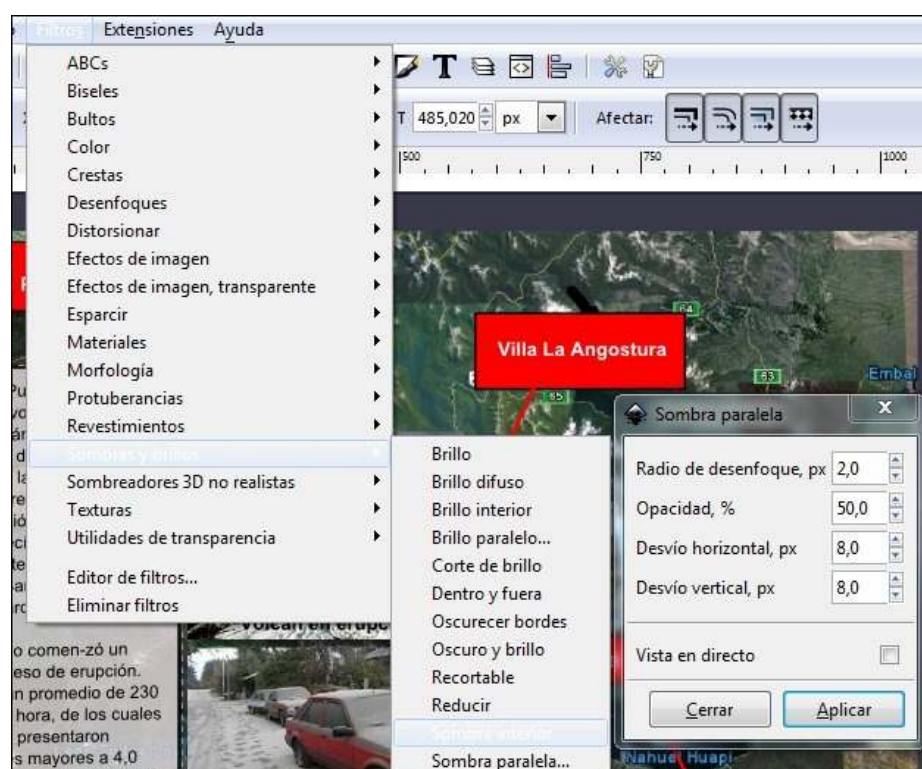 Filtros Extensiones Ayuda
ABCs
Biseles
Bultos
Color
Crestas
Desenfoques
Distorsionar
Efectos de imagen
Efectos de imagen, transparente
Esparcir
Materiales
Morfología
Protuberancias
Revestimientos
Sombras y brillos
Sombreadores 3D no realistas
Texturas
Utilidades de transparencia
Editor de filtros...
Eliminar filtros
T 485,020 px Afectar:
500 750 1000
64
Villa La Angostura
63
65
Brillo
Brillo difuso
Brillo interior
Brillo paralelo...
Corte de brillo
Dentro y fuera
Oscurecer bordes
Oscuro y brillo
Recortable
Reducir
Sombra interior
Sombra paralela...
Sombra paralela
Radio de desenfoque, px 2,0
Opacidad, % 50,0
Desvío horizontal, px 8,0
Desvío vertical, px 8,0
Vista en directo
Cerrar Aplicar
Nahuel Huapi
o comen-zó un
eso de erupción.
n promedio de 230
hora, de los cuales
presentaron
s mayores a 4,0